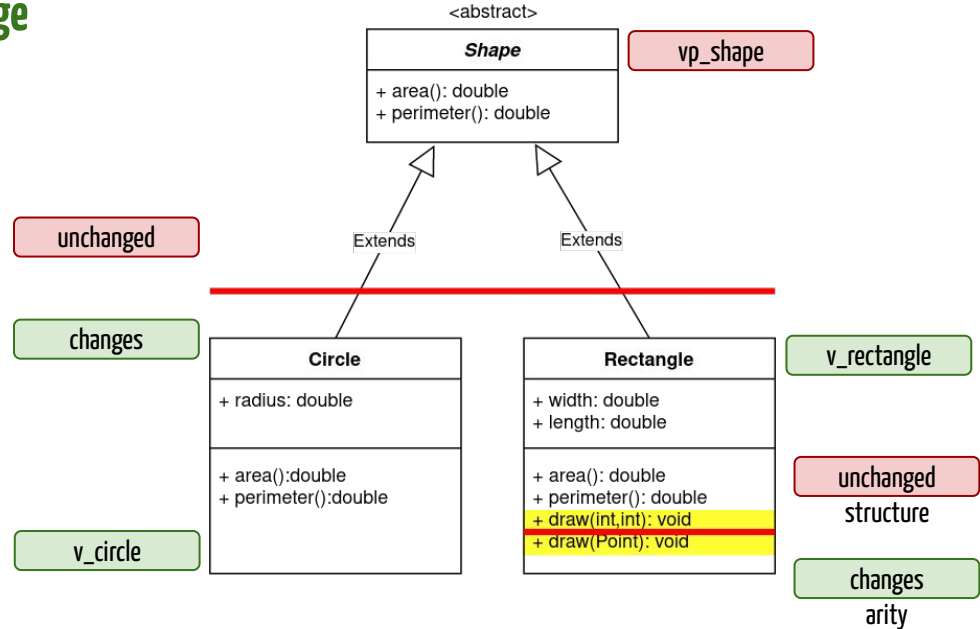 ge
<abstract>
Shape
vp_shape
+ area(): double
+ perimeter(): double
unchanged
Extends
Extends
changes
Circle
+ radius: double
+ area():double
+ perimeter():double
v_circle
Rectangle
v_rectangle
+ width: double
+ length: double
+ area(): double
+ perimeter(): double
+ draw(int,int): void
+ draw(Point): void
unchanged
structure
changes
arity